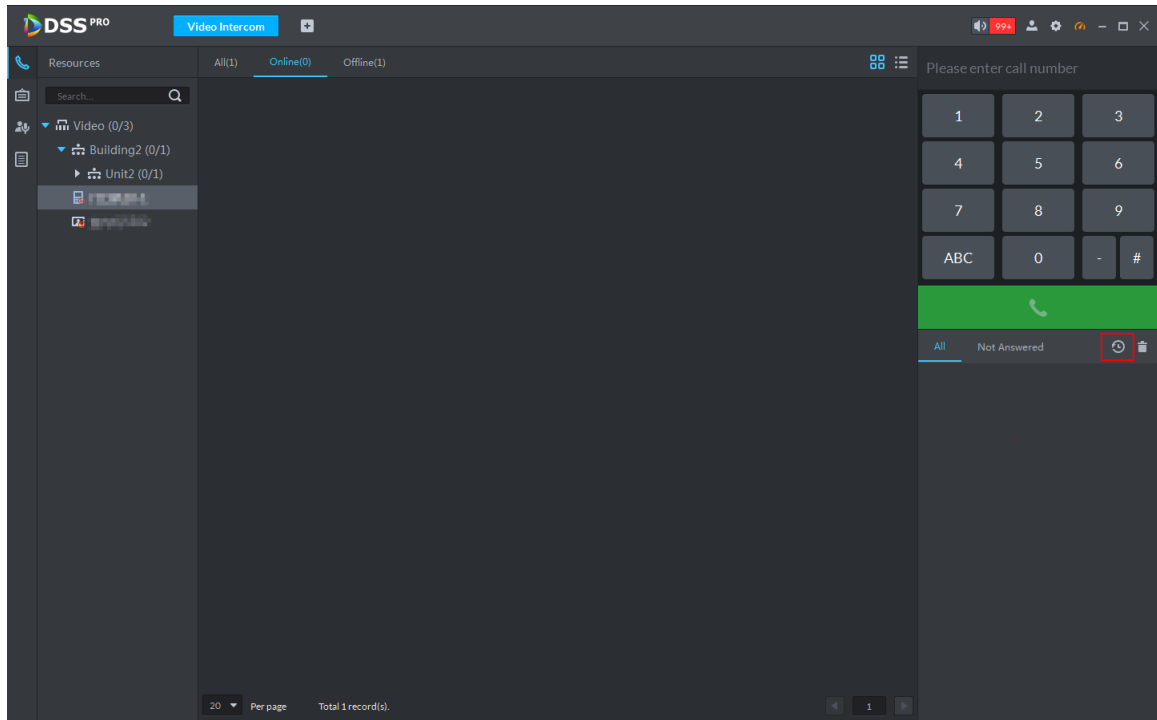 DSS PRO
Video Intercom
99+
Resources
All(1)
Online(0)
Offline(1)
Please enter call number
Search...
Video (0/3)
Building2 (0/1)
Unit2 (0/1)
1 2 3
4 5 6
7 8 9
ABC 0 - #
All
Not Answered
20
Per page
Total 1 record(s).
1